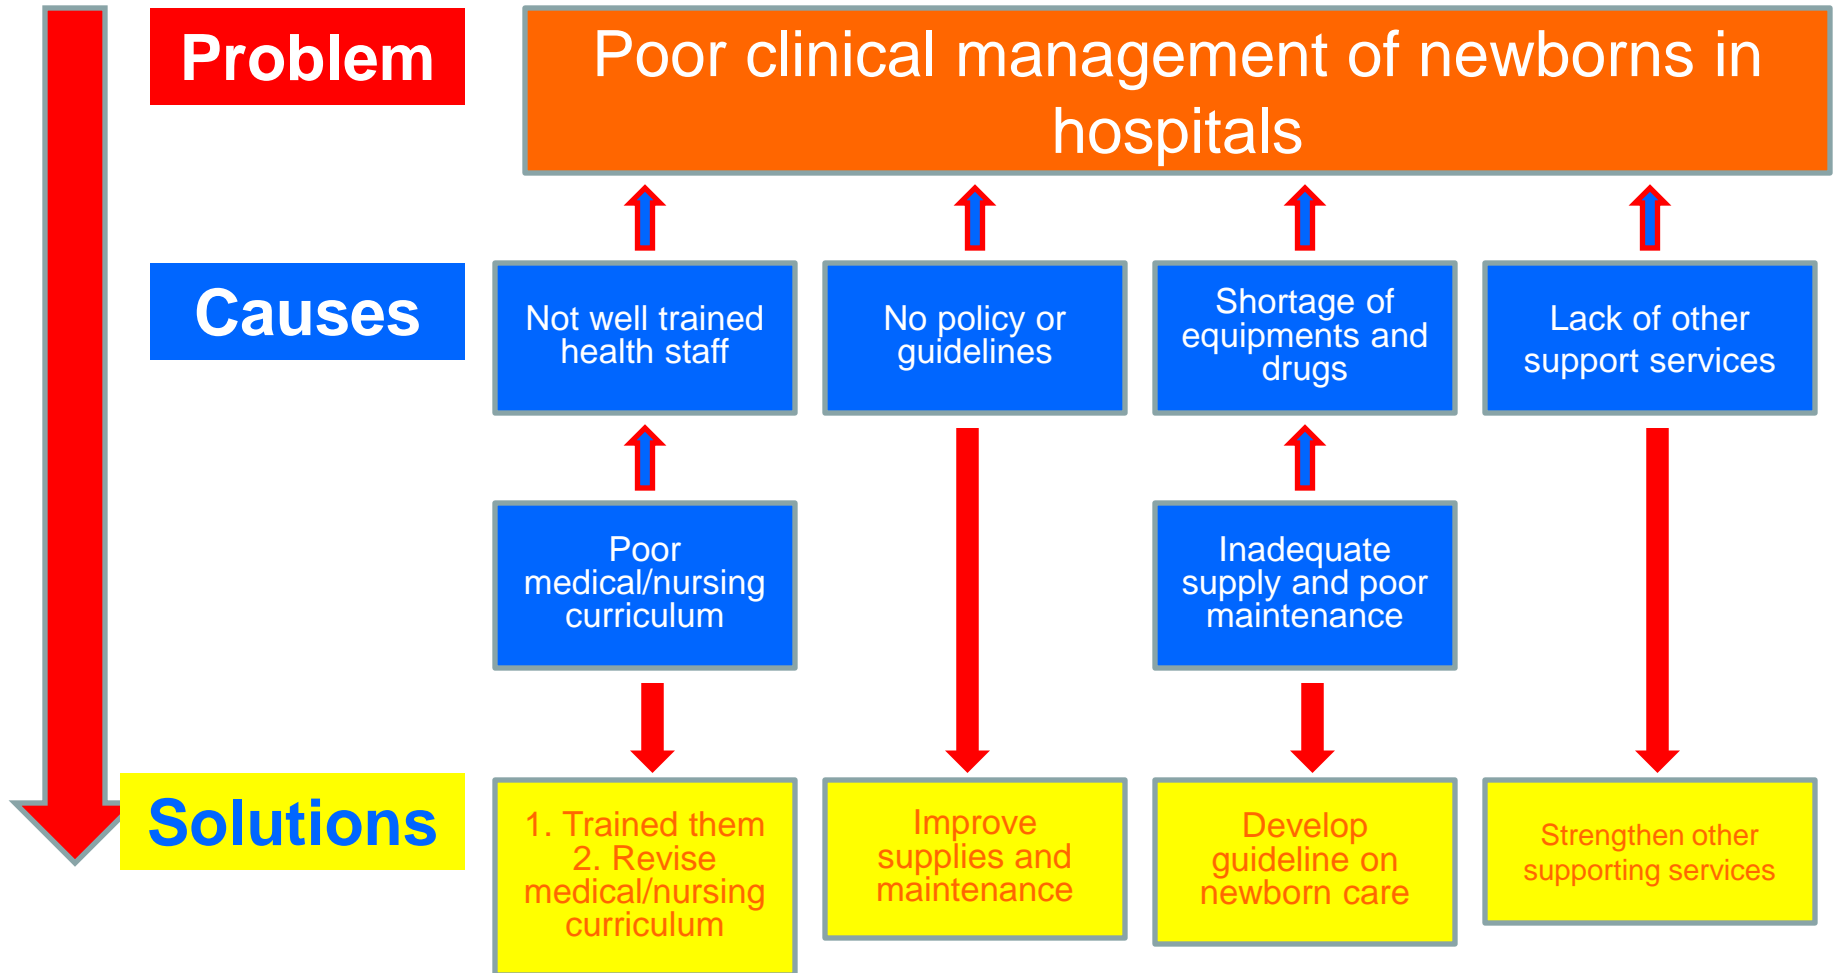 Problem
Poor clinical management of newborns in
hospitals
Causes
Not well trained
health staff
No policy or
guidelines
Shortage of
equipments and
drugs
Lack of other
support services
Poor
medical/nursing
curriculum
Inadequate
supply and poor
maintenance
Solutions
1. Trained them
2. Revise
medical/nursing
curriculum
Improve
supplies and
maintenance
Develop
guideline on
newborn care
Strengthen other
supporting services